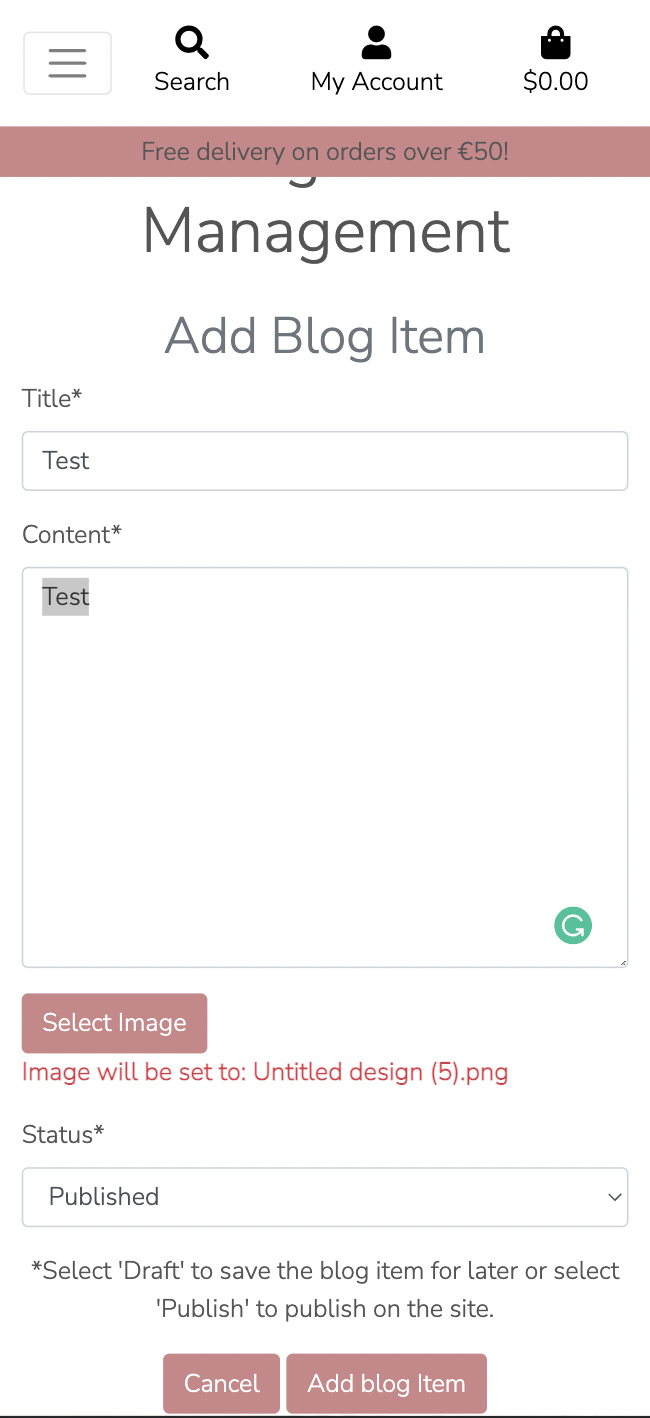 Search
My Account
$0.00
Free delivery on orders over €50!
Management
Add Blog Item
Title*
Test
Content*
Test
Select Image
Image will be set to: Untitled design (5).png
Status*
Published
*Select 'Draft' to save the blog item for later or select
'Publish' to publish on the site.
Cancel
Add blog Item